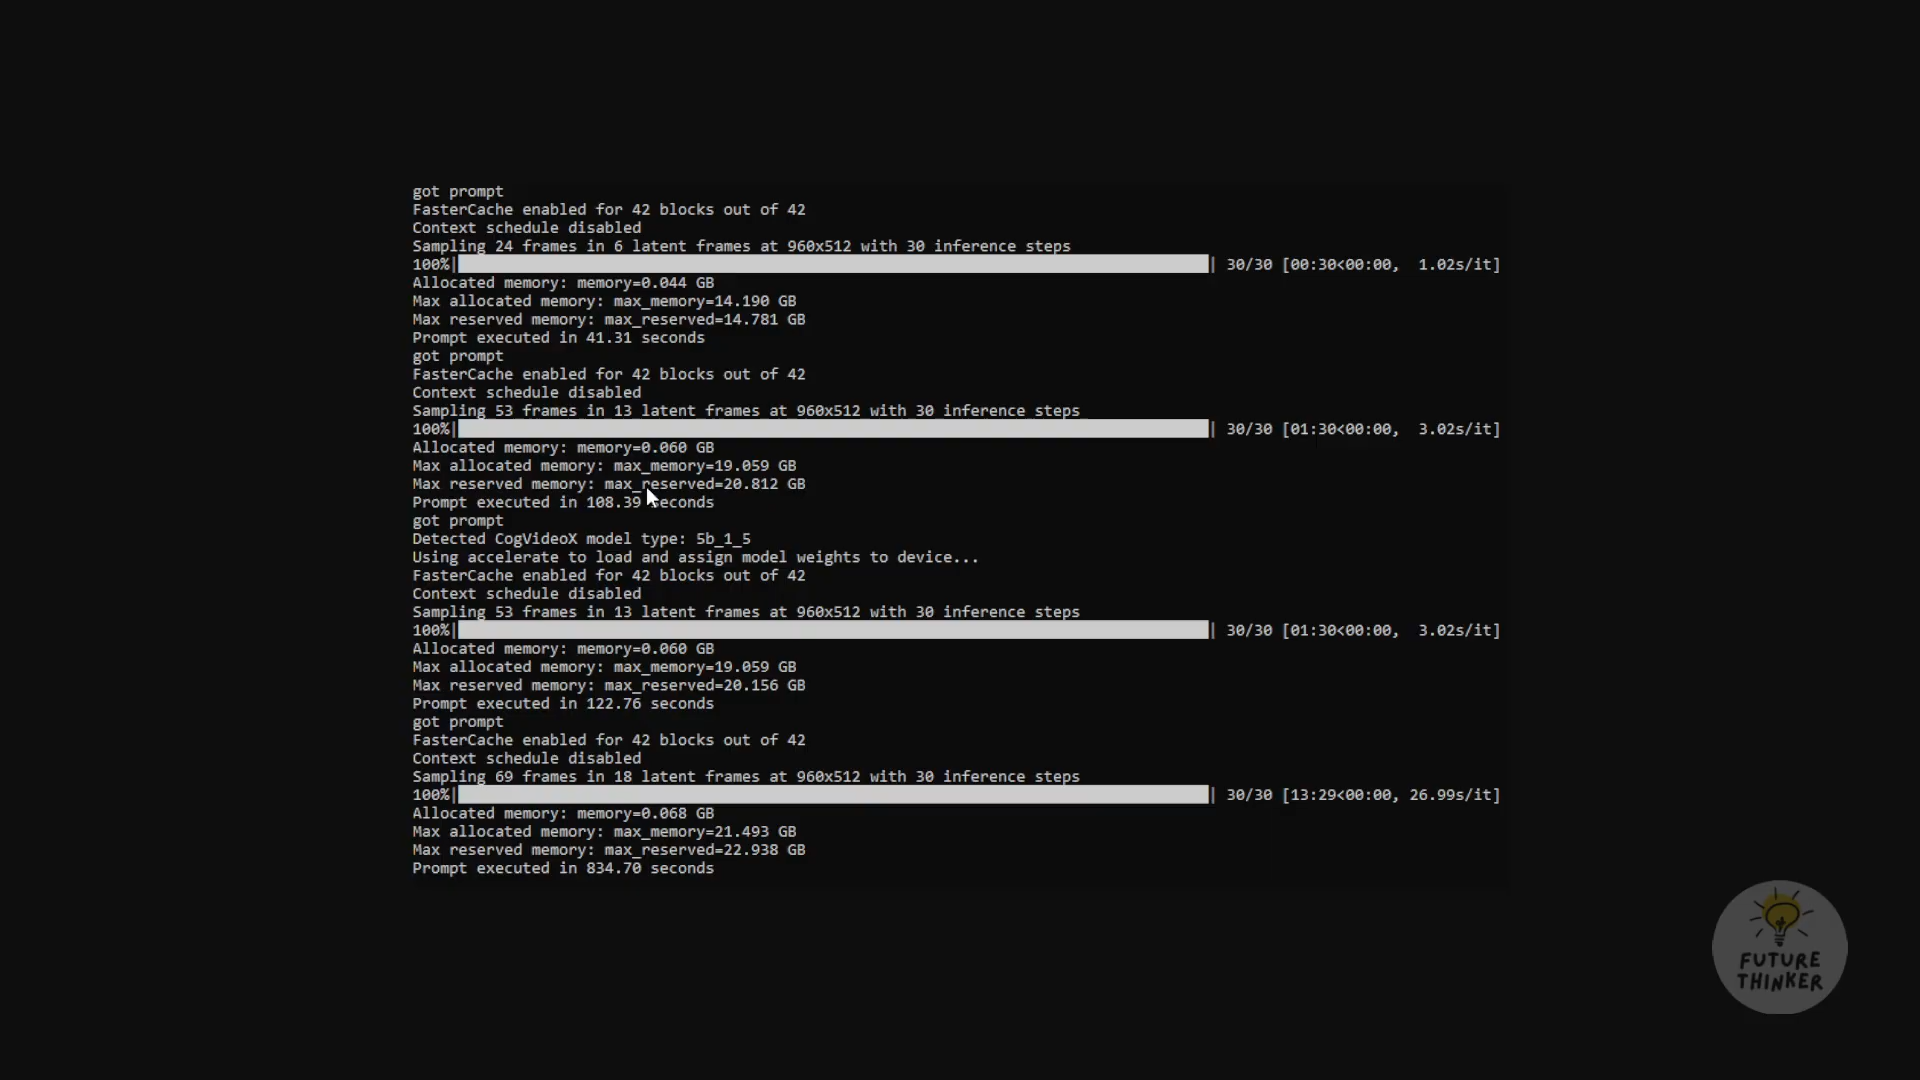 got prompt
FasterCache enabled for 42 blocks out of 42
Context schedule disabled
Sampling 24 frames in 6 latent frames at 960x512 with 30 inference steps
100%| | 30/30 [00:30<00:00,  1.02s/it]
Allocated memory: memory=0.044 GB
Max allocated memory: max_memory=14.190 GB
Max reserved memory: max_reserved=14.781 GB
Prompt executed in 41.31 seconds
got prompt
FasterCache enabled for 42 blocks out of 42
Context schedule disabled
Sampling 53 frames in 13 latent frames at 960x512 with 30 inference steps
100%| | 30/30 [01:30<00:00,  3.02s/it]
Allocated memory: memory=0.060 GB
Max allocated memory: max_memory=19.059 GB
Max reserved memory: max_reserved=20.812 GB
Prompt executed in 108.39 seconds
got prompt
Detected CogVideoX model type: 5b_1_5
Using accelerate to load and assign model weights to device...
FasterCache enabled for 42 blocks out of 42
Context schedule disabled
Sampling 53 frames in 13 latent frames at 960x512 with 30 inference steps
100%| | 30/30 [01:30<00:00,  3.02s/it]
Allocated memory: memory=0.060 GB
Max allocated memory: max_memory=19.059 GB
Max reserved memory: max_reserved=20.156 GB
Prompt executed in 122.76 seconds
got prompt
FasterCache enabled for 42 blocks out of 42
Context schedule disabled
Sampling 69 frames in 18 latent frames at 960x512 with 30 inference steps
100%| | 30/30 [13:29<00:00, 26.99s/it]
Allocated memory: memory=0.068 GB
Max allocated memory: max_memory=21.493 GB
Max reserved memory: max_reserved=22.938 GB
Prompt executed in 834.70 seconds
FUTURE
THINKER